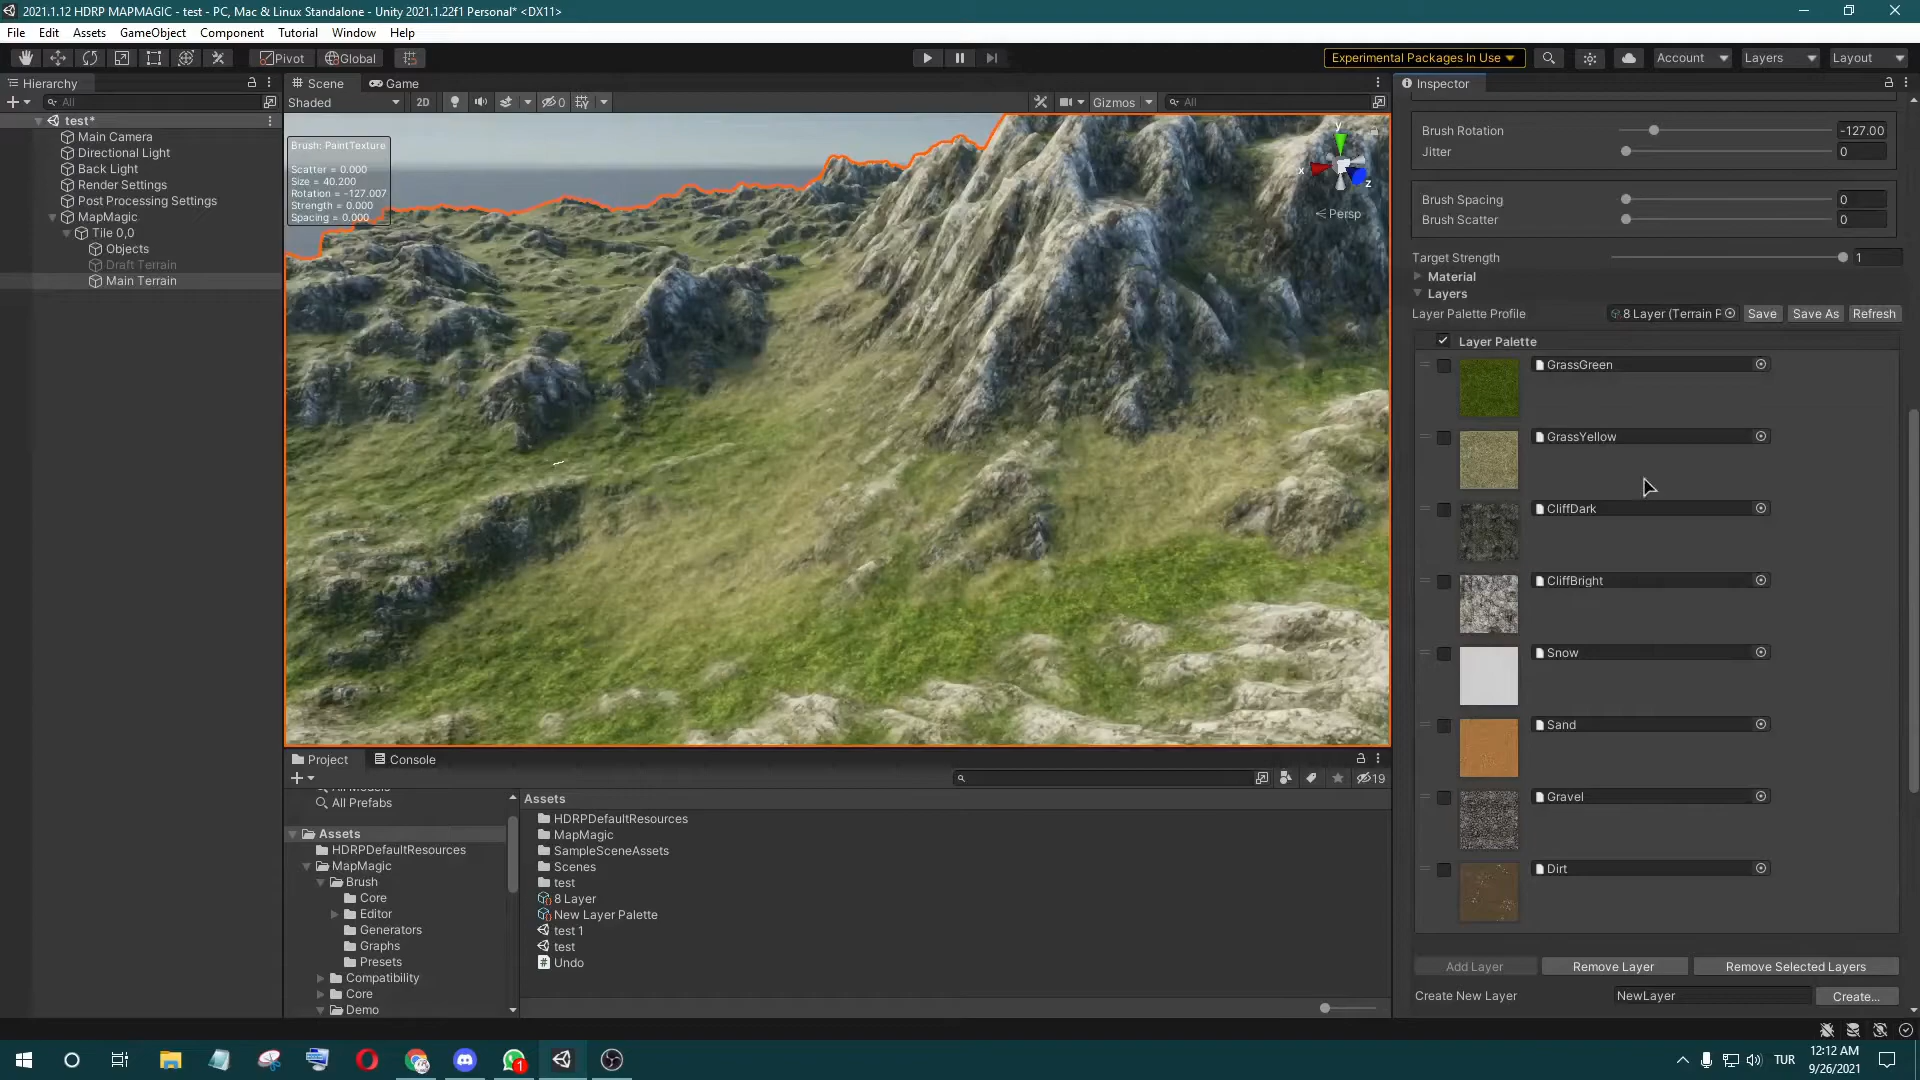 2021.1.12 HDRP MAPMAGIC - test - PC, Mac & Linux Standalone - Unity 2021.1.22f1 Personal* <DX11>
File Edit Assets GameObject Component Tutorial Window Help
Pivot Global Experimental Packages In Use Account Layers Layout
Hierarchy Scene Game Inspector
All Shaded 2D 0 Gizmos All
test*
Main Camera
Directional Light
Back Light
Render Settings
Post Processing Settings
MapMagic
Tile 0,0
Objects
Draft Terrain
Main Terrain
Brush: PaintTexture
Scatter = 0.000
Size = 40.200
Rotation = -127.007
Strength = 0.000
Spacing = 0.000
y
x
z
Persp
Brush Rotation -127.00
Jitter 0
Brush Spacing 0
Brush Scatter 0
Target Strength 1
Material
Layers
Layer Palette Profile 8 Layer (Terrain P Save Save As Refresh
Layer Palette
GrassGreen
GrassYellow
CliffDark
CliffBright
Snow
Sand
Gravel
Dirt
Add Layer Remove Layer Remove Selected Layers
Create New Layer NewLayer Create...
Project Console
19
All Prefabs
Assets
HDRPDefaultResources
MapMagic
Brush
Core
Editor
Generators
Graphs
Presets
Compatibility
Core
Demo
Assets
HDRPDefaultResources
MapMagic
SampleSceneAssets
Scenes
test
8 Layer
New Layer Palette
test 1
test
Undo
1
TUR
12:12 AM
9/26/2021